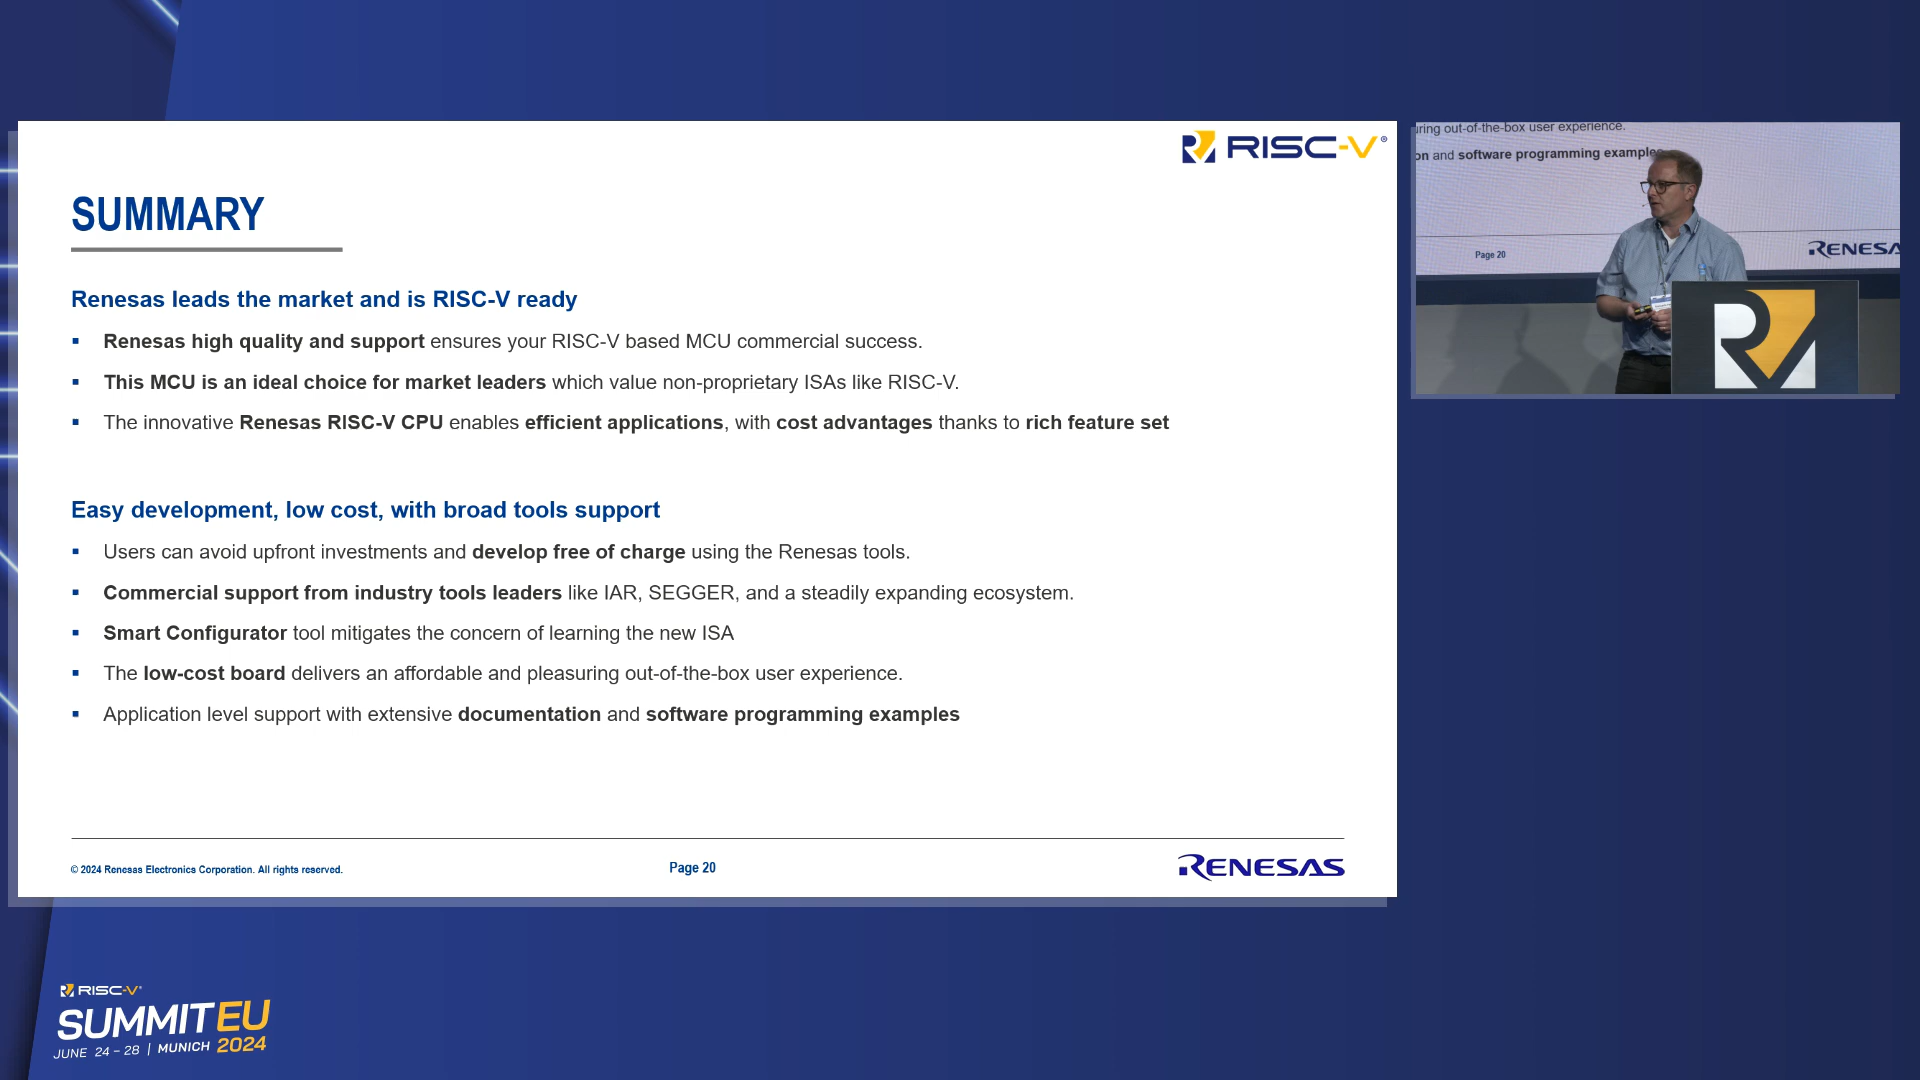 RISC-V®
SUMMARY
Renesas leads the market and is RISC-V ready
▪ Renesas high quality and support ensures your RISC-V based MCU commercial success.
▪ This MCU is an ideal choice for market leaders which value non-proprietary ISAs like RISC-V.
▪ The innovative Renesas RISC-V CPU enables efficient applications, with cost advantages thanks to rich feature set
Easy development, low cost, with broad tools support
▪ Users can avoid upfront investments and develop free of charge using the Renesas tools.
▪ Commercial support from industry tools leaders like IAR, SEGGER, and a steadily expanding ecosystem.
▪ Smart Configurator tool mitigates the concern of learning the new ISA
▪ The low-cost board delivers an affordable and pleasuring out-of-the-box user experience.
▪ Application level support with extensive documentation and software programming examples
© 2024 Renesas Electronics Corporation. All rights reserved.
Page 20
RENESAS
uring out-of-the-box user experience.
on and software programming examples
Page 20
RENESA
RISC-V®
SUMMIT EU
JUNE 24 – 28 | MUNICH 2024